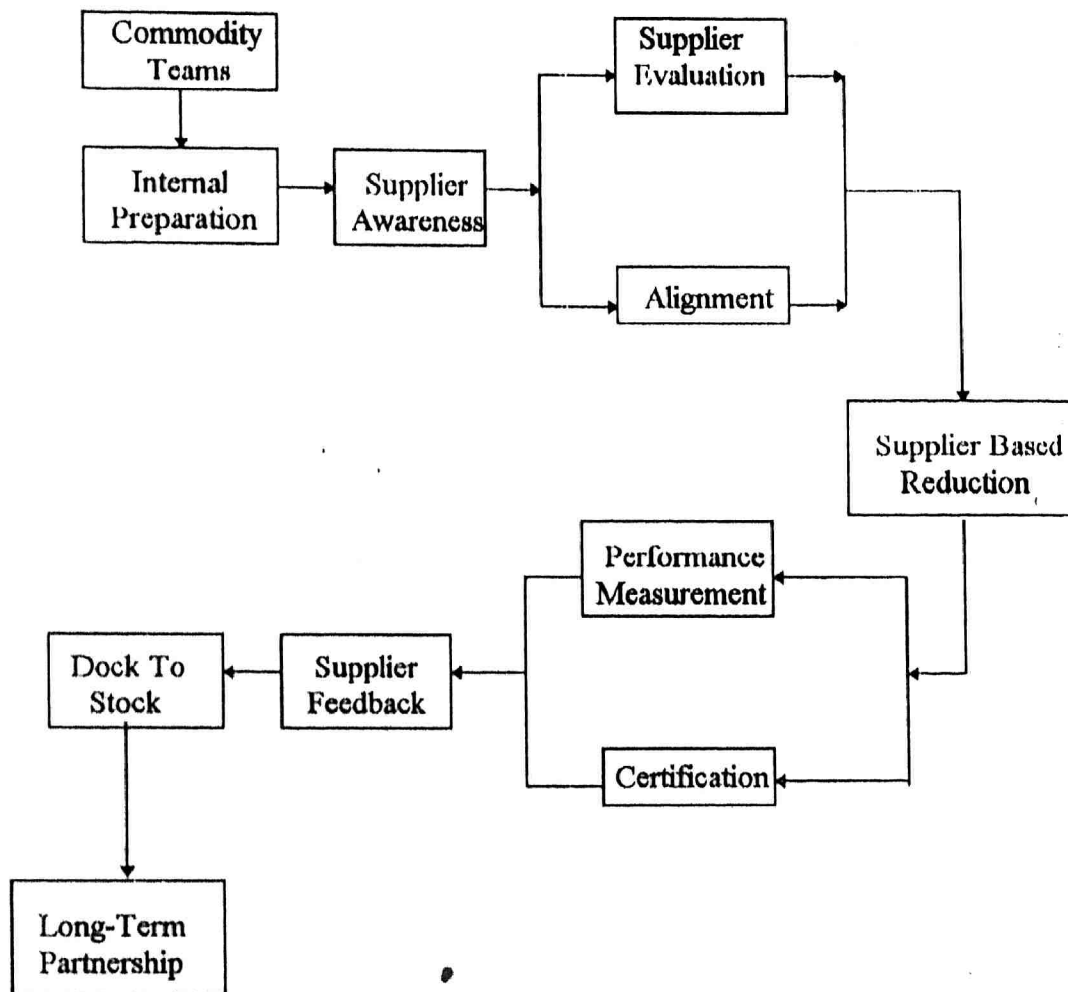 Commodity
Teams
Supplier
Evaluation
Internal
Preparation
Supplier
Awareness
Alignment
Supplier Based
Reduction
Performance
Measurement
Dock To
Stock
Supplier
Feedback
Certification
Long-Term
Partnership